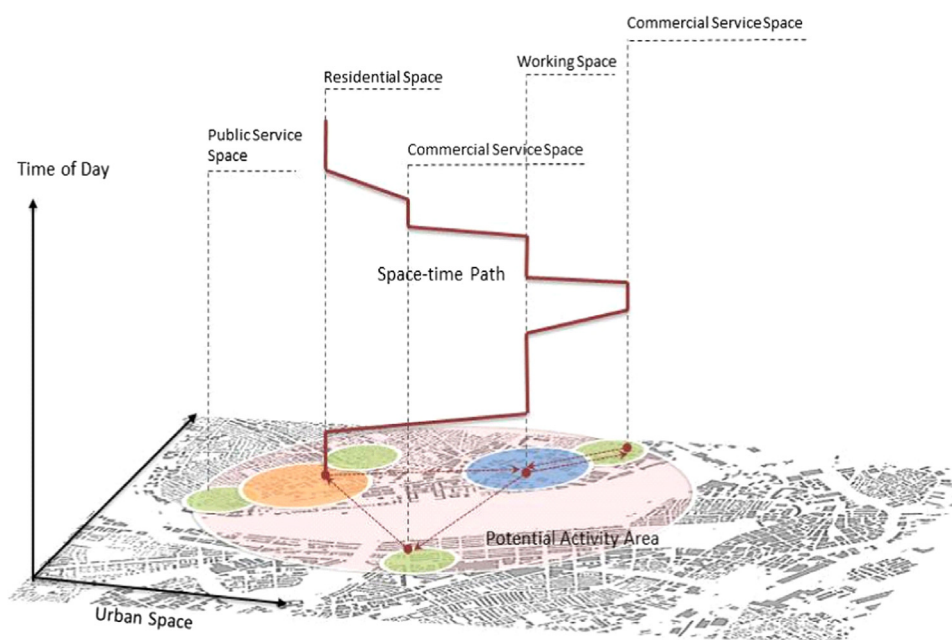 Commercial Service Space
Working Space
Residential Space
Public Service
Space
Commercial Service Space
Time of Day
Space-time Path
Potential Activity Area
Urban Space